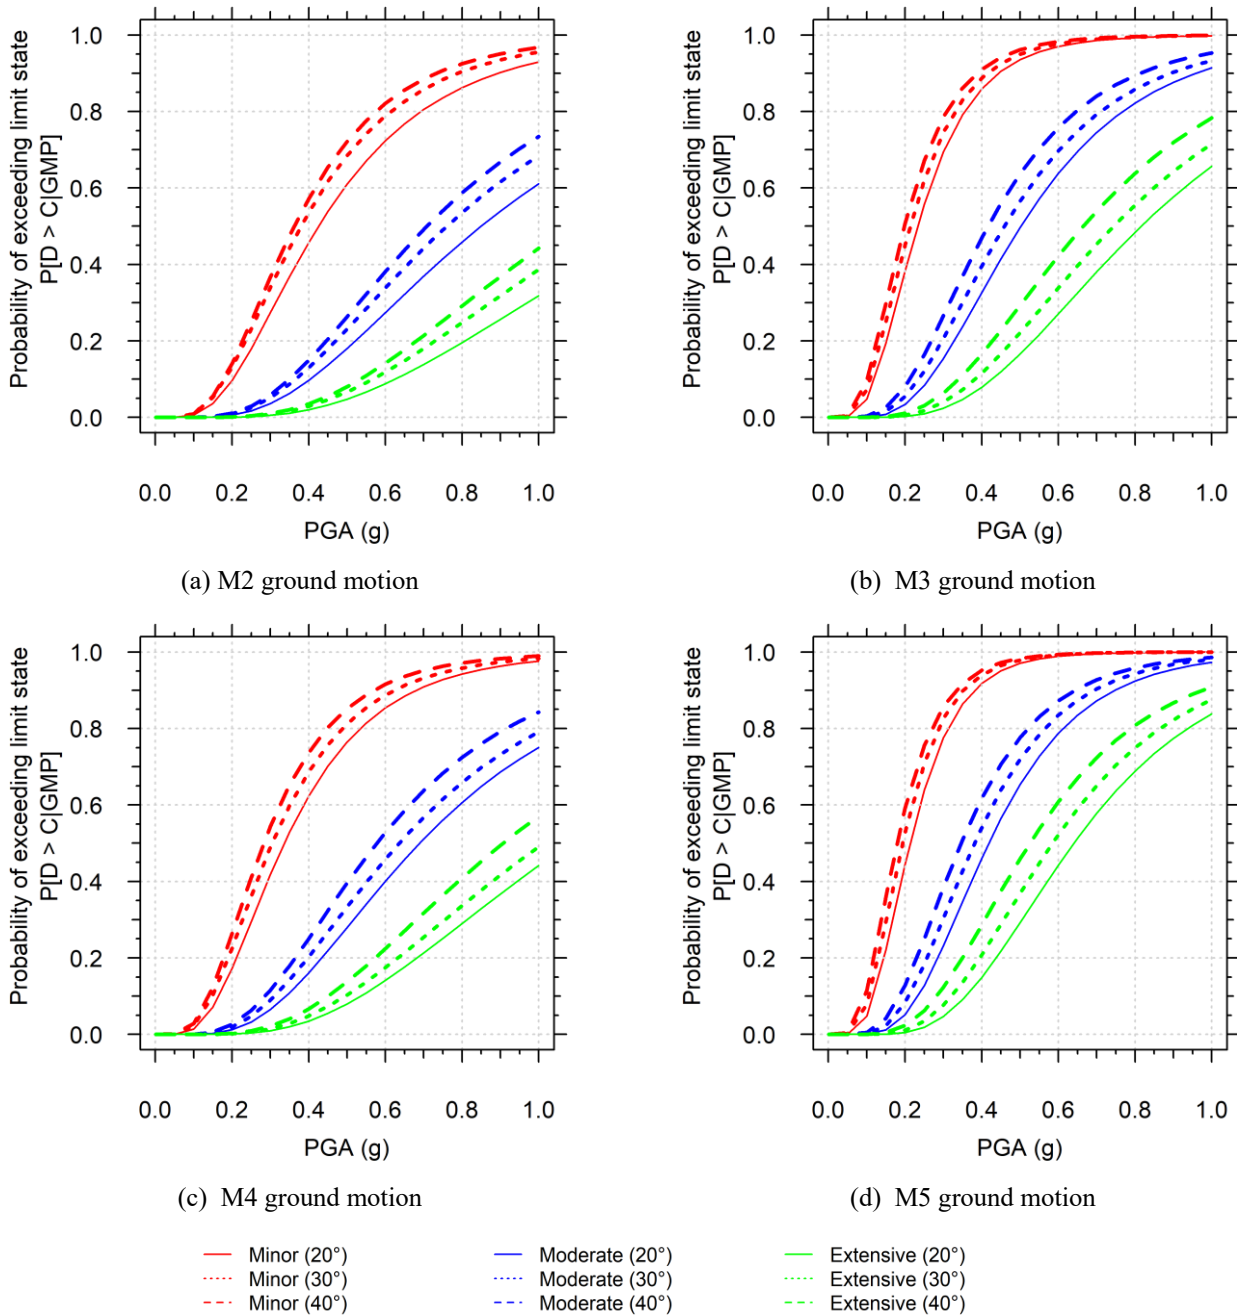 Probability of exceeding limit state
P[D > C|GMP]
1.0
0.8
0.6
0.4
0.2
0.0
0.0 0.2 0.4 0.6 0.8 1.0
PGA (g)
(a) M2 ground motion
Probability of exceeding limit state
P[D > C|GMP]
1.0
0.8
0.6
0.4
0.2
0.0
0.0 0.2 0.4 0.6 0.8 1.0
PGA (g)
(b) M3 ground motion
Probability of exceeding limit state
P[D > C|GMP]
1.0
0.8
0.6
0.4
0.2
0.0
0.0 0.2 0.4 0.6 0.8 1.0
PGA (g)
(c) M4 ground motion
Probability of exceeding limit state
P[D > C|GMP]
1.0
0.8
0.6
0.4
0.2
0.0
0.0 0.2 0.4 0.6 0.8 1.0
PGA (g)
(d) M5 ground motion
Minor (20°) Moderate (20°) Extensive (20°)
Minor (30°) Moderate (30°) Extensive (30°)
Minor (40°) Moderate (40°) Extensive (40°)